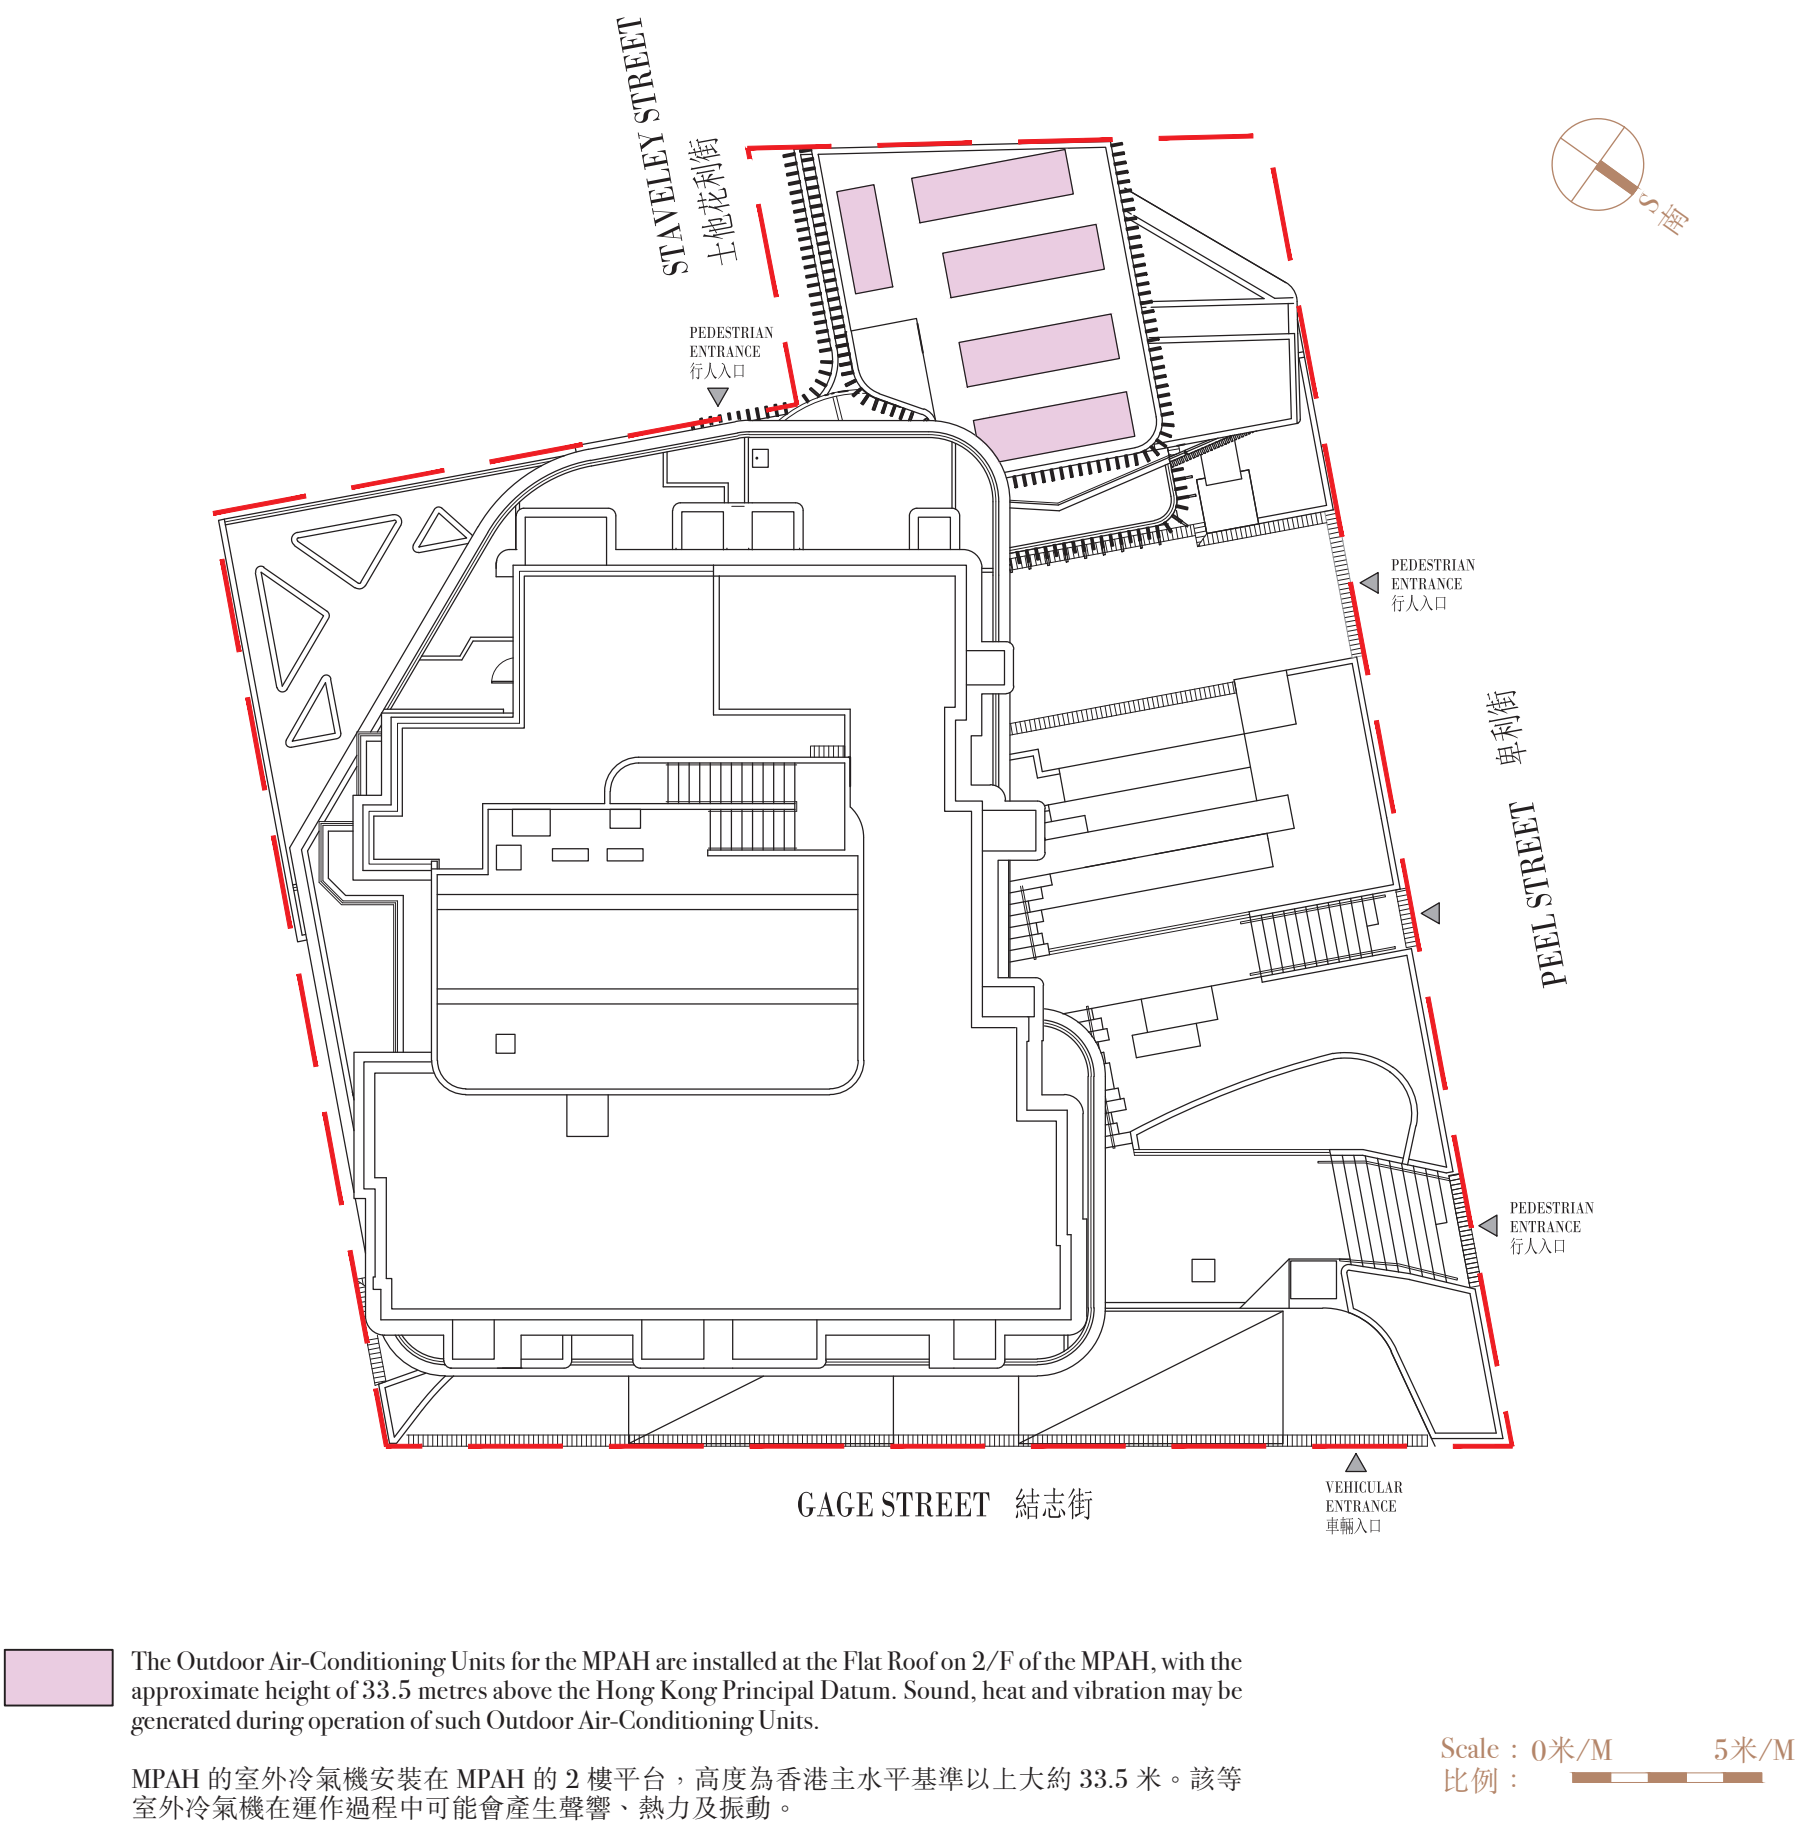 STAVELEY STREET
士他花利街
S
南
PEDESTRIAN
ENTRANCE
行人入口
PEDESTRIAN
ENTRANCE
行人入口
PEEL STREET 卑利街
PEDESTRIAN
ENTRANCE
行人入口
GAGE STREET 結志街
VEHICULAR
ENTRANCE
車輛入口
The Outdoor Air-Conditioning Units for the MPAH are installed at the Flat Roof on 2/F of the MPAH, with the
approximate height of 33.5 metres above the Hong Kong Principal Datum. Sound, heat and vibration may be
generated during operation of such Outdoor Air-Conditioning Units.
MPAH 的室外冷氣機安裝在 MPAH 的 2 樓平台，高度為香港主水平基準以上大約 33.5 米。該等
室外冷氣機在運作過程中可能會產生聲響、熱力及振動。
Scale : 0米/M 5米/M
比例 :